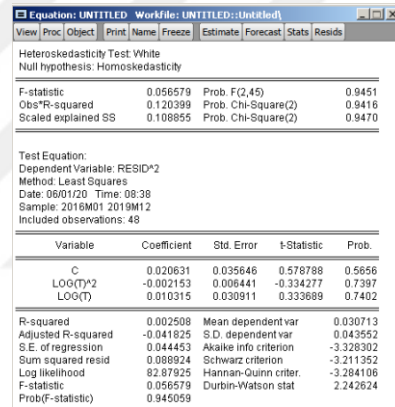 Equation: UNTITLED Workfile: UNTITLED::Untitled\
View Proc Object Print Name Freeze Estimate Forecast Stats Resids
Heteroskedasticity Test: White
Null hypothesis: Homoskedasticity
F-statistic 0.056579 Prob. F(2,45) 0.9451
Obs*R-squared 0.120399 Prob. Chi-Square(2) 0.9416
Scaled explained SS 0.108855 Prob. Chi-Square(2) 0.9470
Test Equation:
Dependent Variable: RESID^2
Method: Least Squares
Date: 06/01/20 Time: 08:38
Sample: 2016M01 2019M12
Included observations: 48
Variable Coefficient Std. Error t-Statistic Prob.
C 0.020631 0.035646 0.578788 0.5656
LOG(T)^2 -0.002153 0.006441 -0.334277 0.7397
LOG(T) 0.010315 0.030911 0.333689 0.7402
R-squared 0.002508 Mean dependent var 0.030713
Adjusted R-squared -0.041825 S.D. dependent var 0.043552
S.E. of regression 0.044453 Akaike info criterion -3.328302
Sum squared resid 0.088924 Schwarz criterion -3.211352
Log likelihood 82.87925 Hannan-Quinn criter. -3.284106
F-statistic 0.056579 Durbin-Watson stat 2.242624
Prob(F-statistic) 0.945059